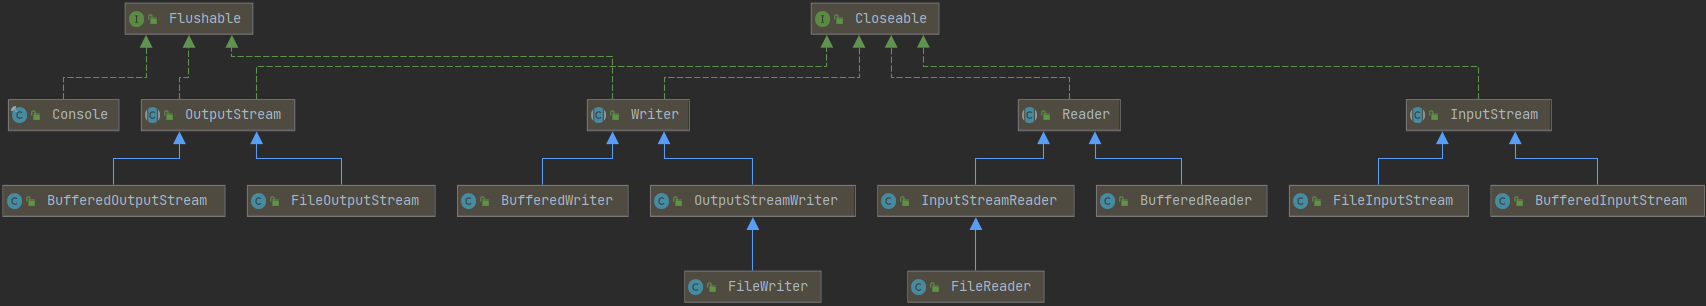 Flushable
Closeable
Console
OutputStream
Writer
Reader
InputStream
BufferedOutputStream
FileOutputStream
BufferedWriter
OutputStreamWriter
InputStreamReader
BufferedReader
FileInputStream
BufferedInputStream
FileWriter
FileReader